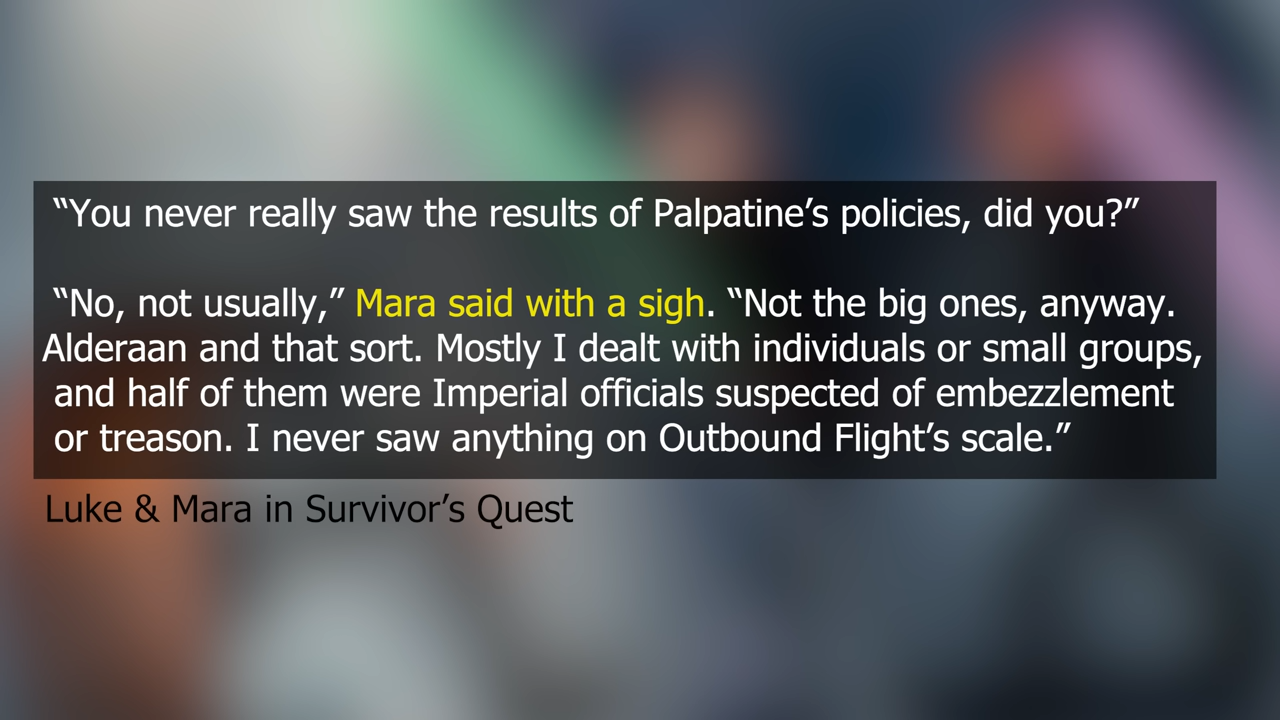 “You never really saw the results of Palpatine’s policies, did you?”
“No, not usually,” Mara said with a sigh. “Not the big ones, anyway.
Alderaan and that sort. Mostly I dealt with individuals or small groups,
and half of them were Imperial officials suspected of embezzlement
or treason. I never saw anything on Outbound Flight’s scale.”
Luke & Mara in Survivor’s Quest